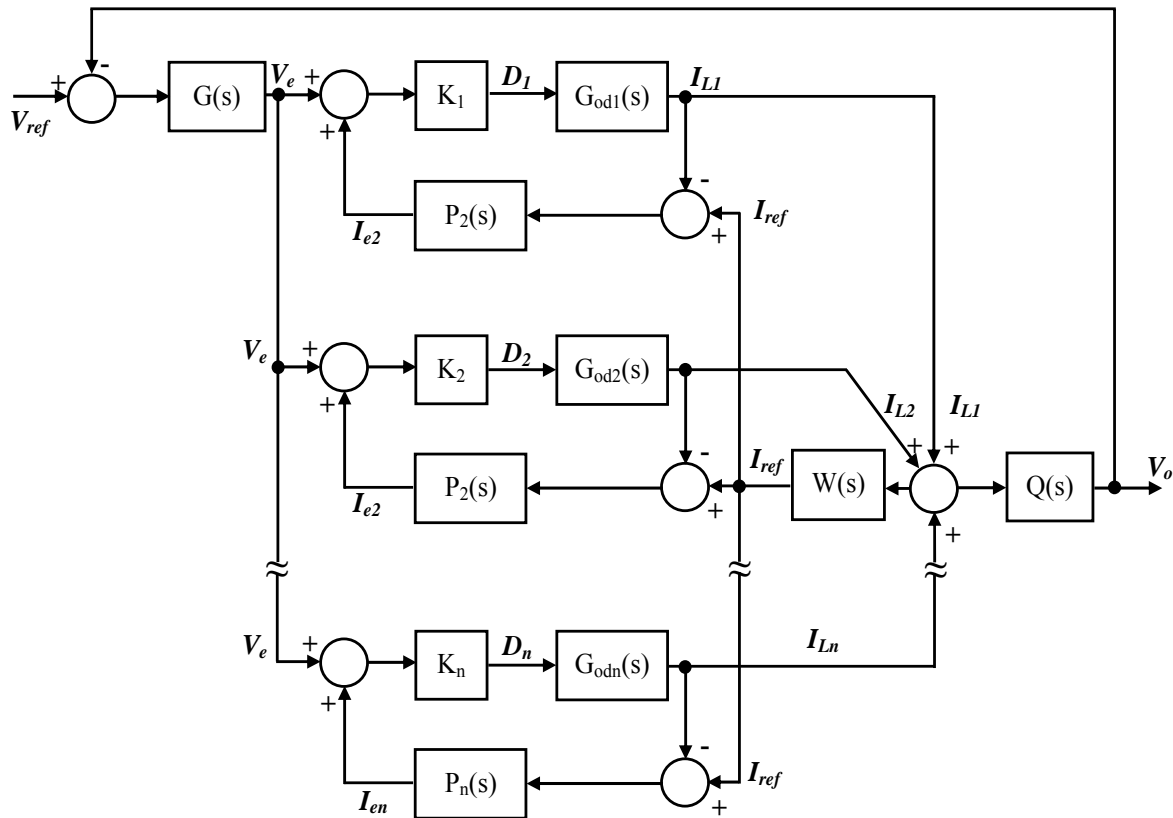 -
+ V_e + K_1 D_1 G_od1(s) I_L1
G(s)
V_ref
+
-
P_2(s) I_ref
I_e2 +
V_e + K_2 D_2 G_od2(s)
+ I_L2 I_L1
- + +
I_ref V_o
P_2(s) W(s) Q(s)
I_e2 + +
≈ ≈ ≈
V_e + K_n D_n G_odn(s) I_Ln
+
-
P_n(s) I_ref
I_en +